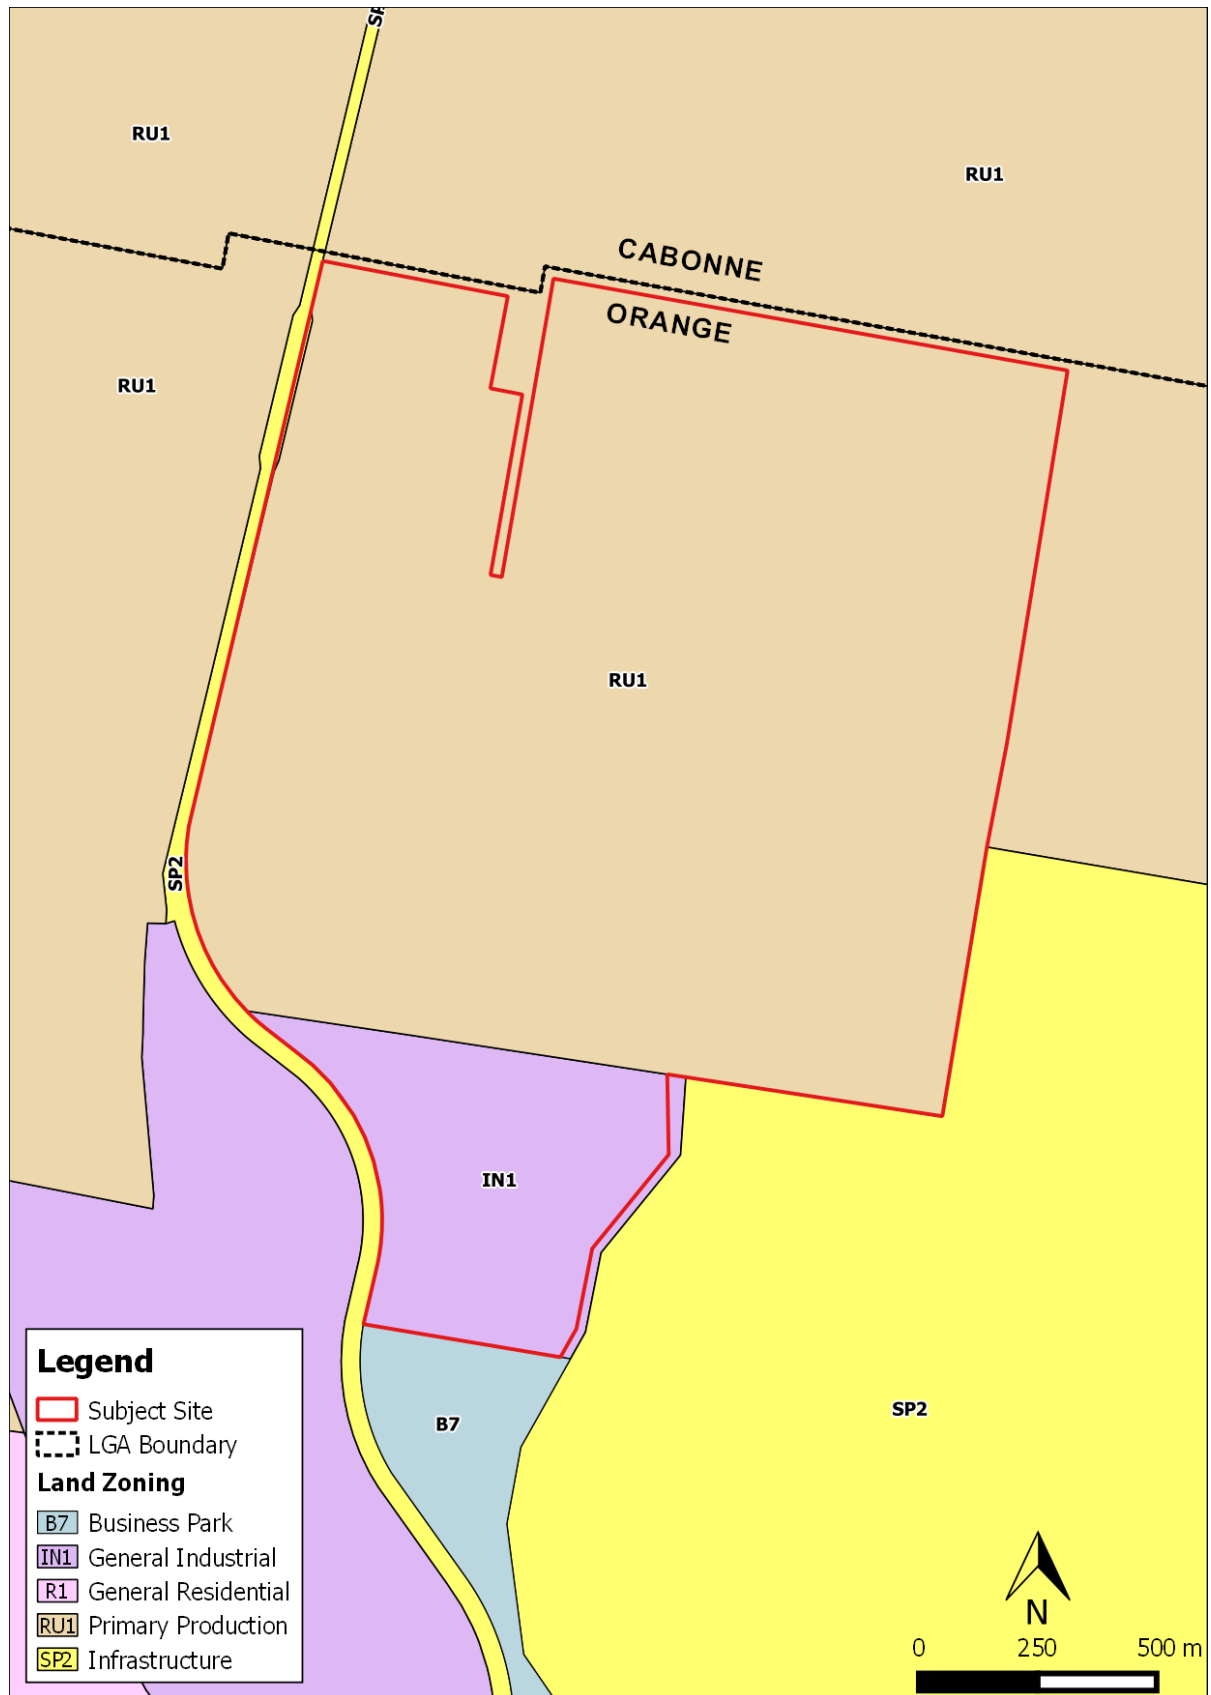 RU1
RU1
CABONNE
ORANGE
RU1
RU1
SP2
IN1
B7
SP2
Legend
Subject Site
LGA Boundary
Land Zoning
B7 Business Park
IN1 General Industrial
R1 General Residential
RU1 Primary Production
SP2 Infrastructure
N
0 250 500 m